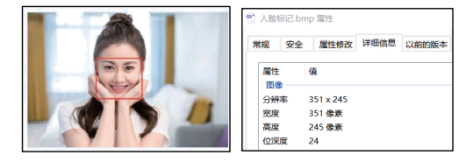 人脸标记.bmp 属性
常规 安全 属性修改 详细信息 以前的版本
属性 值
图像
分辨率 351 x 245
宽度 351 像素
高度 245 像素
位深度 24